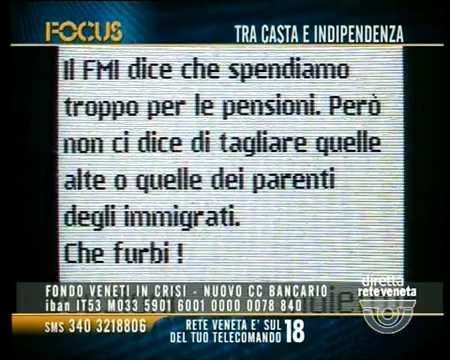 FOCUS
TRA CASTA E INDIPENDENZA
Il FMI dice che spendiamo
troppo per le pensioni. Però
non ci dice di tagliare quelle
alte o quelle dei parenti
degli immigrati.
Che furbi !
diretta
reteveneta
FONDO VENETI IN CRISI - NUOVO CC BANCARIO
iban IT53 M033 5901 6001 0000 0078 840
SMS 340 3218806
RETE VENETA E' SUL 18
DEL TUO TELECOMANDO